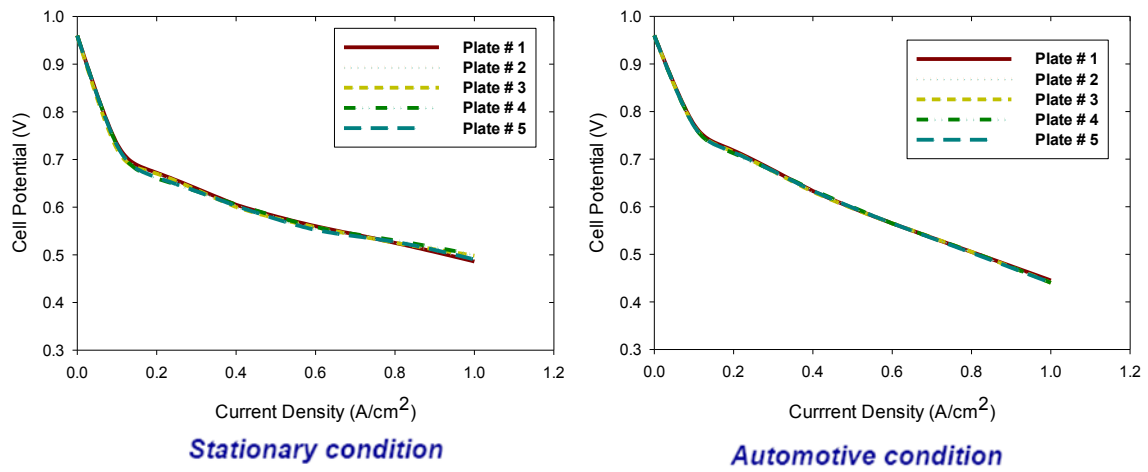 1.0
0.9
0.8
0.7
0.6
0.5
0.4
0.3
Cell Potential (V)
Plate # 1
Plate # 2
Plate # 3
Plate # 4
Plate # 5
0.0 0.2 0.4 0.6 0.8 1.0 1.2
Current Density (A/cm²)
Stationary condition
1.0
0.9
0.8
0.7
0.6
0.5
0.4
0.3
Cell Potential (V)
Plate # 1
Plate # 2
Plate # 3
Plate # 4
Plate # 5
0.0 0.2 0.4 0.6 0.8 1.0 1.2
Currrent Density (A/cm²)
Automotive condition